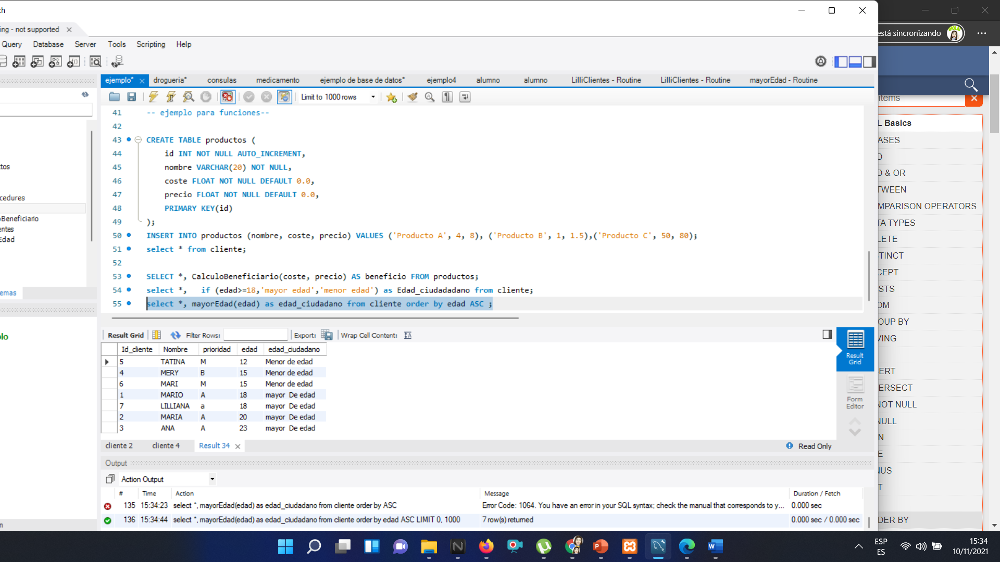 ch
ing - not supported
está sincronizando
Query Database Server Tools Scripting Help
ejemplo* drogueria* consulas medicamento ejemplo de base de datos* ejemplo4 alumno alumno LilliClientes - Routine LilliClientes - Routine mayorEdad - Routine
Limit to 1000 rows
41 -- ejemplo para funciones--
42
43 CREATE TABLE productos (
44 id INT NOT NULL AUTO_INCREMENT,
45 nombre VARCHAR(20) NOT NULL,
46 coste FLOAT NOT NULL DEFAULT 0.0,
47 precio FLOAT NOT NULL DEFAULT 0.0,
48 PRIMARY KEY(id)
49 );
50 INSERT INTO productos (nombre, coste, precio) VALUES ('Producto A', 4, 8), ('Producto B', 1, 1.5),('Producto C', 50, 80);
51 select * from cliente;
52
53 SELECT *, CalculoBeneficiario(coste, precio) AS beneficio FROM productos;
54 select *, if (edad>=18,'mayor edad','menor edad') as Edad_ciudadadano from cliente;
55 select *, mayorEdad(edad) as edad_ciudadano from cliente order by edad ASC ;
tos
cedures
oBeneficiario
entes
Edad
emas
lo
n
Result Grid Filter Rows: Export: Wrap Cell Content:
Id_cliente Nombre prioridad edad edad_ciudadano
5 TATINA M 12 Menor de edad
4 MERY B 15 Menor de edad
6 MARI M 15 Menor de edad
1 MARIO A 18 mayor De edad
7 LILLIANA a 18 mayor De edad
2 MARIA A 20 mayor De edad
3 ANA A 23 mayor De edad
Result
Grid
Form
Editor
cliente 2 cliente 4 Result 34 Read Only
Output
Action Output
# Time Action Message Duration / Fetch
135 15:34:23 select *, mayorEdad(edad) as edad_ciudadano from cliente order by ASC Error Code: 1064. You have an error in your SQL syntax; check the manual that corresponds to y... 0.000 sec
136 15:34:44 select *, mayorEdad(edad) as edad_ciudadano from cliente order by edad ASC LIMIT 0, 1000 7 row(s) returned 0.000 sec / 0.000 sec
items
L Basics
ASES
D
D & OR
TWEEN
MPARISON OPERATORS
TA TYPES
LETE
TINCT
CEPT
STS
OM
OUP BY
VING
ERT
ERSECT
NOT NULL
NULL
N
E
NUS
T
DER BY
ESP
ES
15:34
10/11/2021